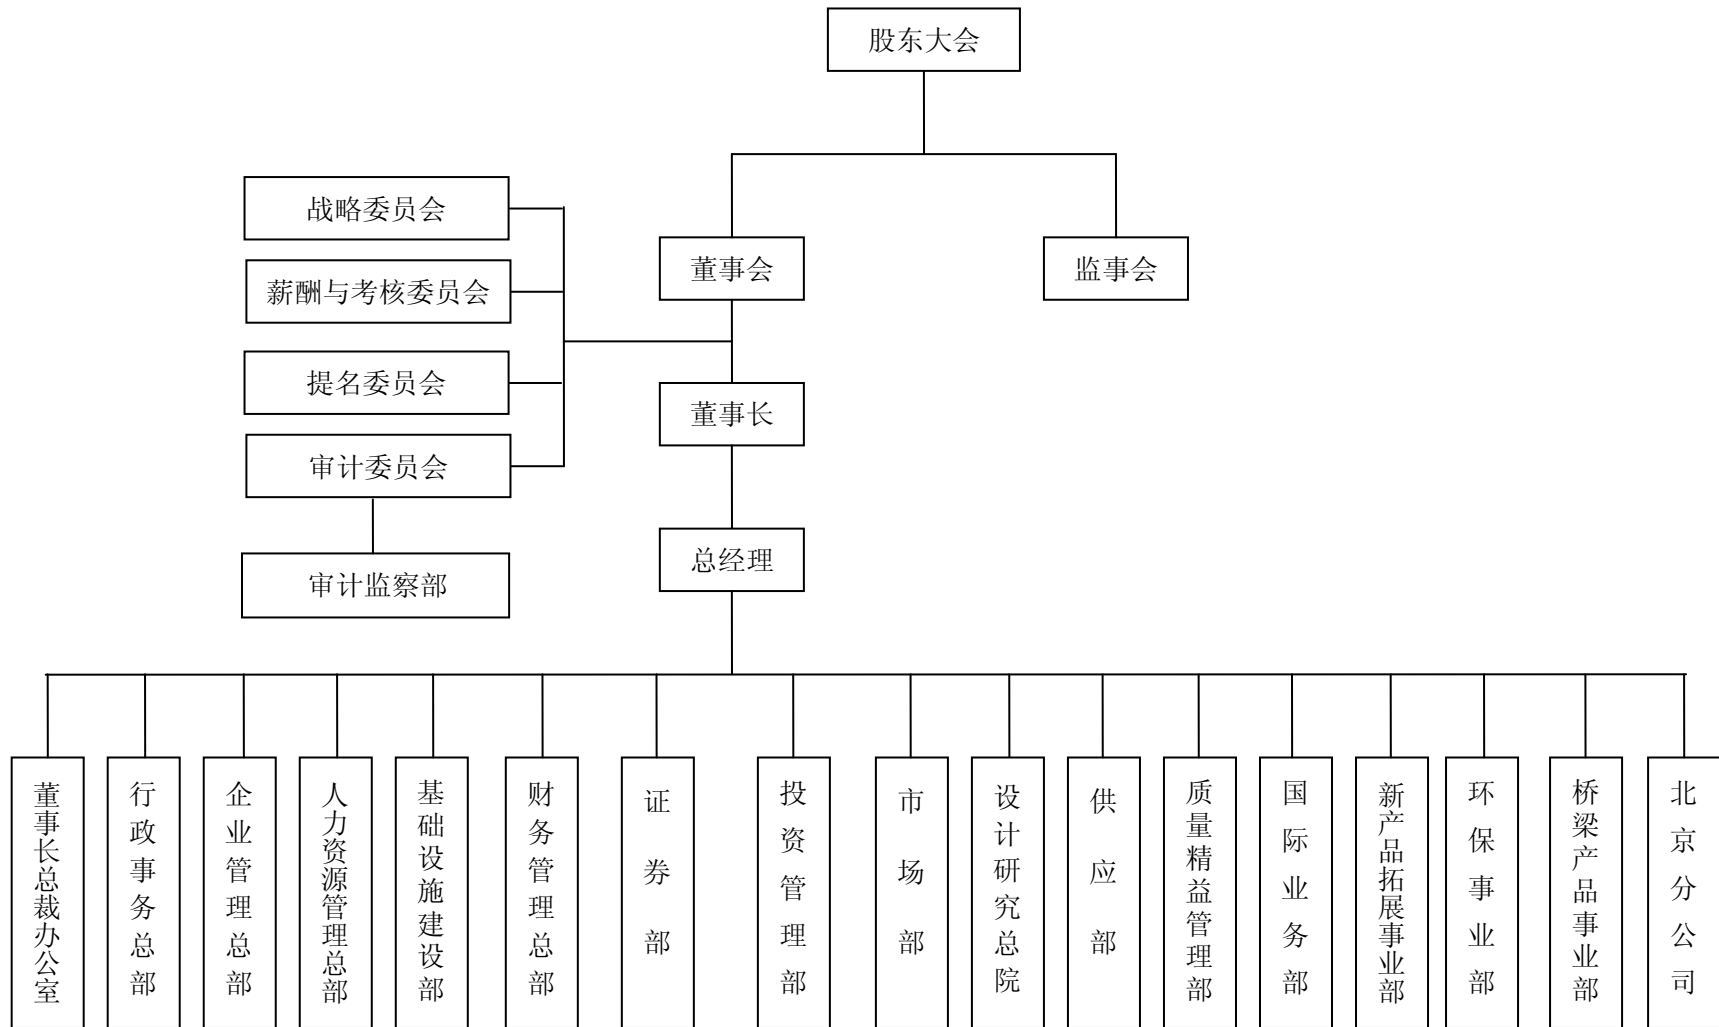 股东大会
战略委员会
薪酬与考核委员会
提名委员会
审计委员会
审计监察部
董事会
监事会
董事长
总经理
董事长总裁办公室
行政事务总部
企业管理总部
人力资源管理总部
基础设施建设部
财务管理总部
证券部
投资管理部
市场部
设计研究总院
供应部
质量精益管理部
国际业务部
新产品拓展事业部
环保事业部
桥梁产品事业部
北京分公司